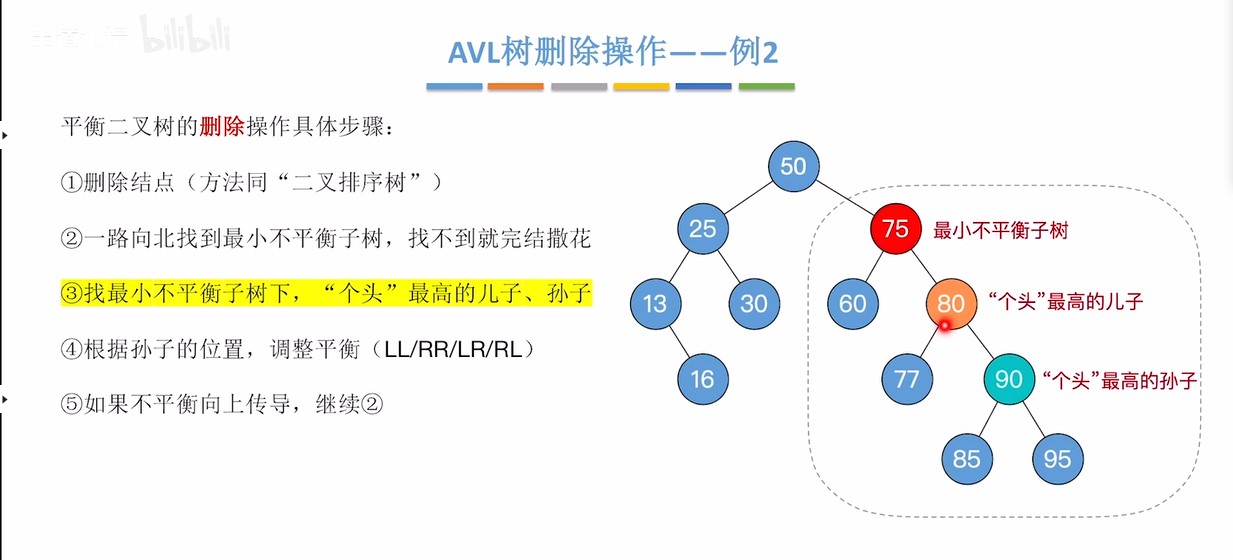 bilibili
AVL树删除操作——例2
平衡二叉树的删除操作具体步骤：
①删除结点（方法同“二叉排序树”）
②一路向北找到最小不平衡子树，找不到就完结撒花
③找最小不平衡子树下，“个头”最高的儿子、孙子
④根据孙子的位置，调整平衡（LL/RR/LR/RL）
⑤如果不平衡向上传导，继续②
50
25
75 最小不平衡子树
13
30
60
80 “个头”最高的儿子
16
77
90 “个头”最高的孙子
85
95